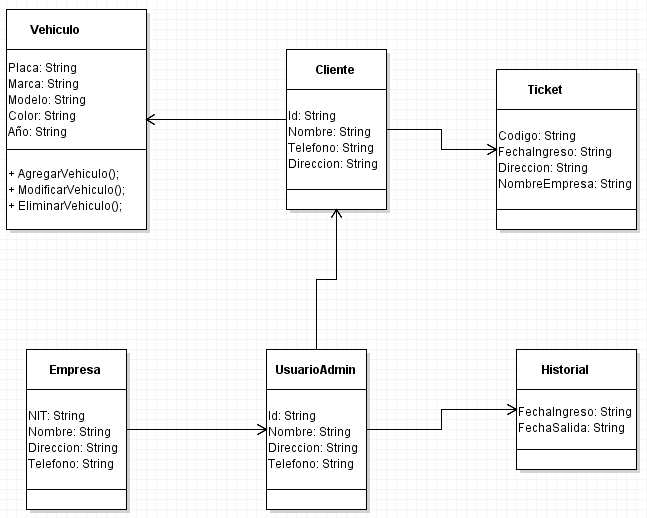 Vehiculo
Placa: String
Marca: String
Modelo: String
Color: String
Año: String
+ AgregarVehiculo();
+ ModificarVehiculo();
+ EliminarVehiculo();
Cliente
Id: String
Nombre: String
Telefono: String
Direccion: String
Ticket
Codigo: String
FechaIngreso: String
Direccion: String
NombreEmpresa: String
Empresa
NIT: String
Nombre: String
Direccion: String
Telefono: String
UsuarioAdmin
Id: String
Nombre: String
Direccion: String
Telefono: String
Historial
FechaIngreso: String
FechaSalida: String